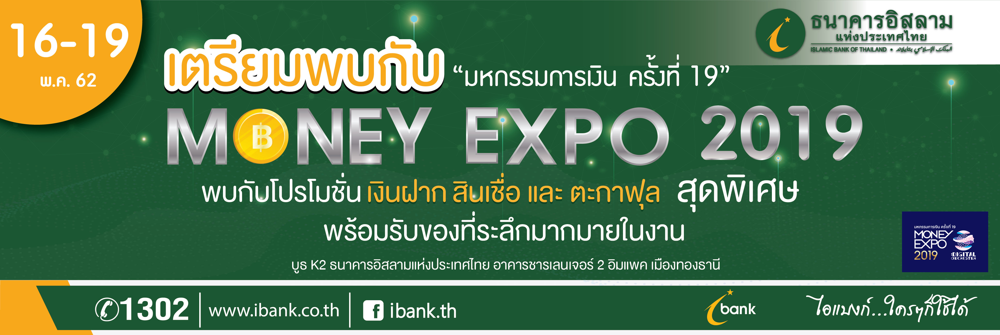 16-19
พ.ค. 62
ธนาคารอิสลาม
แห่งประเทศไทย
ISLAMIC BANK OF THAILAND • البنك الإسلامي بتايلاند
เตรียมพบกับ “มหกรรมการเงิน ครั้งที่ 19”
MONEY EXPO 2019
พบกับโปรโมชั่น เงินฝาก สินเชื่อ และ ตะกาฟุล สุดพิเศษ
พร้อมรับของที่ระลึกมากมายในงาน
บูธ K2 ธนาคารอิสลามแห่งประเทศไทย อาคารชาเลนเจอร์ 2 อิมแพค เมืองทองธานี
มหกรรมการเงิน ครั้งที่ 19
MONEY
EXPO
2019
:DIGITAL
ORCHESTRA
1302 | www.ibank.co.th | f ibank.th
bank
ไอแบงก์...ใครๆก็ใช้ได้